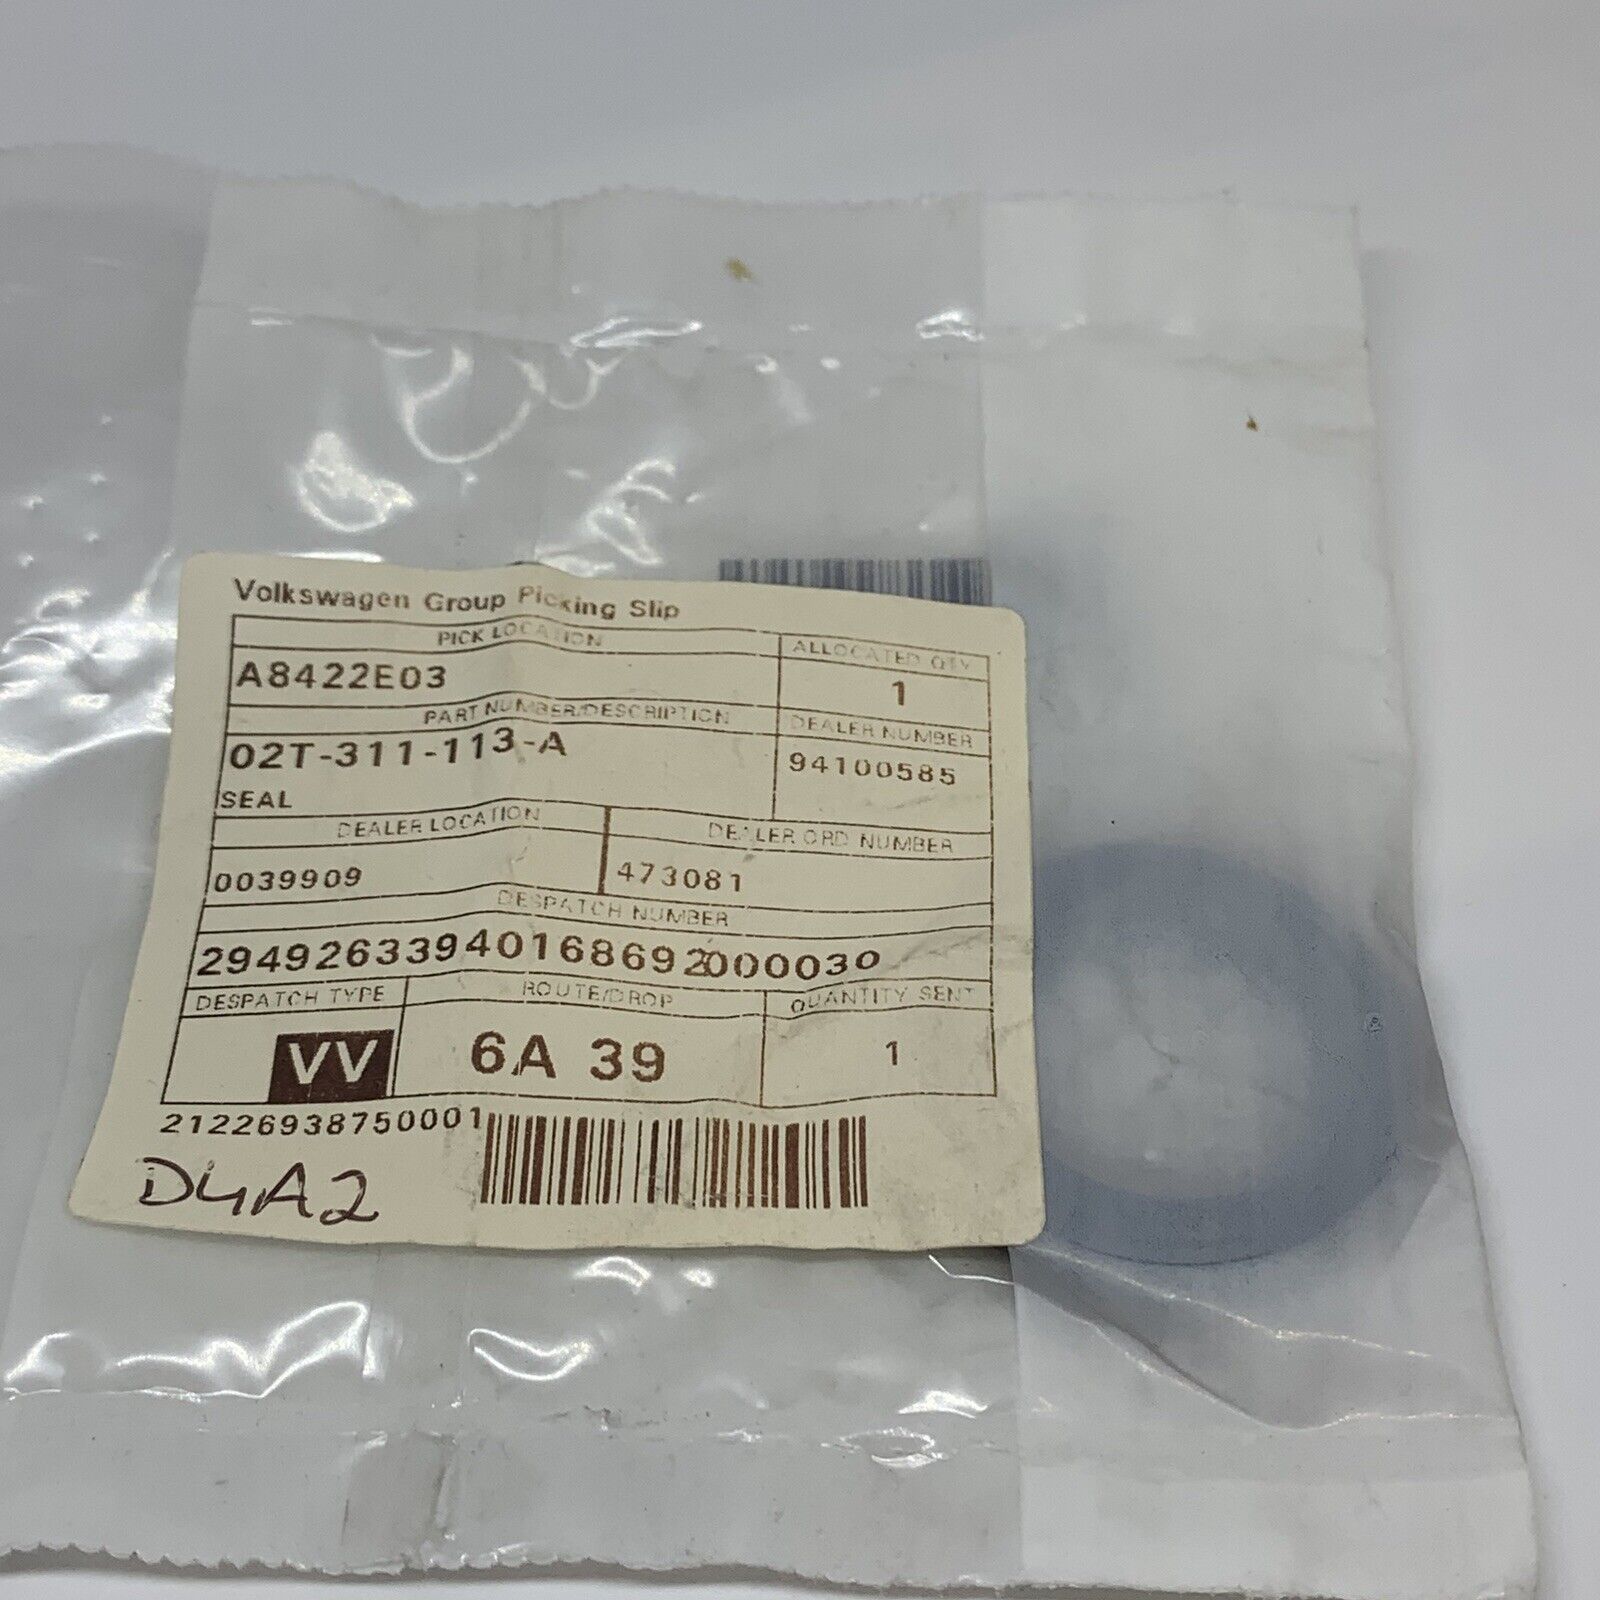 Volkswagen Group Picking Slip
PICK LOCATION
ALLOCATED QTY
A8422E03
1
PART NUMBER/DESCRIPTION
DEALER NUMBER
02T-311-113-A
94100585
SEAL
DEALER LOCATION
DEALER ORD NUMBER
0039909
473081
DESPATCH NUMBER
29492633940168692000030
DESPATCH TYPE
ROUTE/DROP
QUANTITY SENT
VV
6A 39
1
21226938750001
D4A2